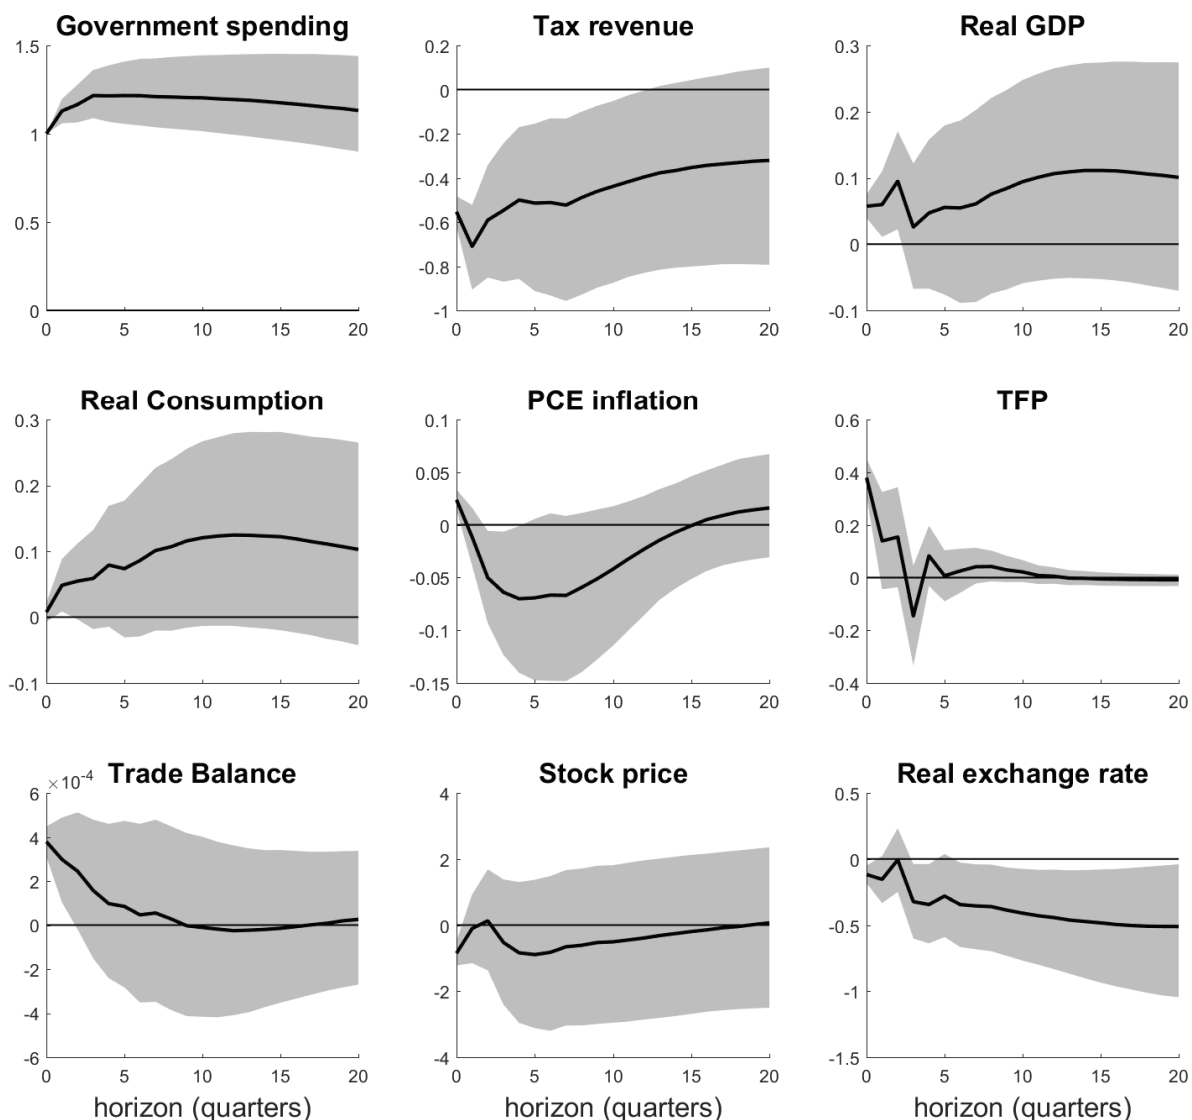 Government spending
1.5
1
0.5
0
0 5 10 15 20
Tax revenue
0.2
0
-0.2
-0.4
-0.6
-0.8
-1
0 5 10 15 20
Real GDP
0.3
0.2
0.1
0
-0.1
0 5 10 15 20
Real Consumption
0.3
0.2
0.1
0
-0.1
0 5 10 15 20
PCE inflation
0.1
0.05
0
-0.05
-0.1
-0.15
0 5 10 15 20
TFP
0.6
0.4
0.2
0
-0.2
-0.4
0 5 10 15 20
×10-4 Trade Balance
6
4
2
0
-2
-4
-6
0 5 10 15 20
horizon (quarters)
Stock price
4
2
0
-2
-4
0 5 10 15 20
horizon (quarters)
Real exchange rate
0.5
0
-0.5
-1
-1.5
0 5 10 15 20
horizon (quarters)